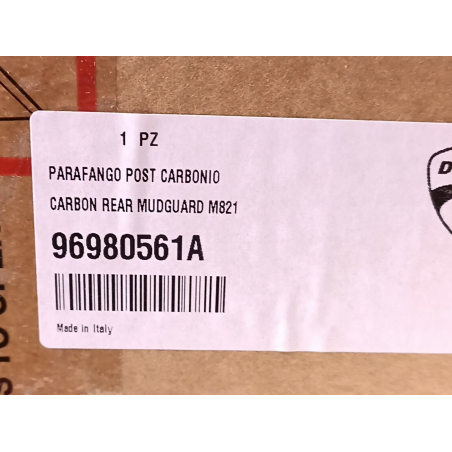 1 PZ
PARAFANGO POST CARBONIO
CARBON REAR MUDGUARD M821
96980561A
Made in Italy